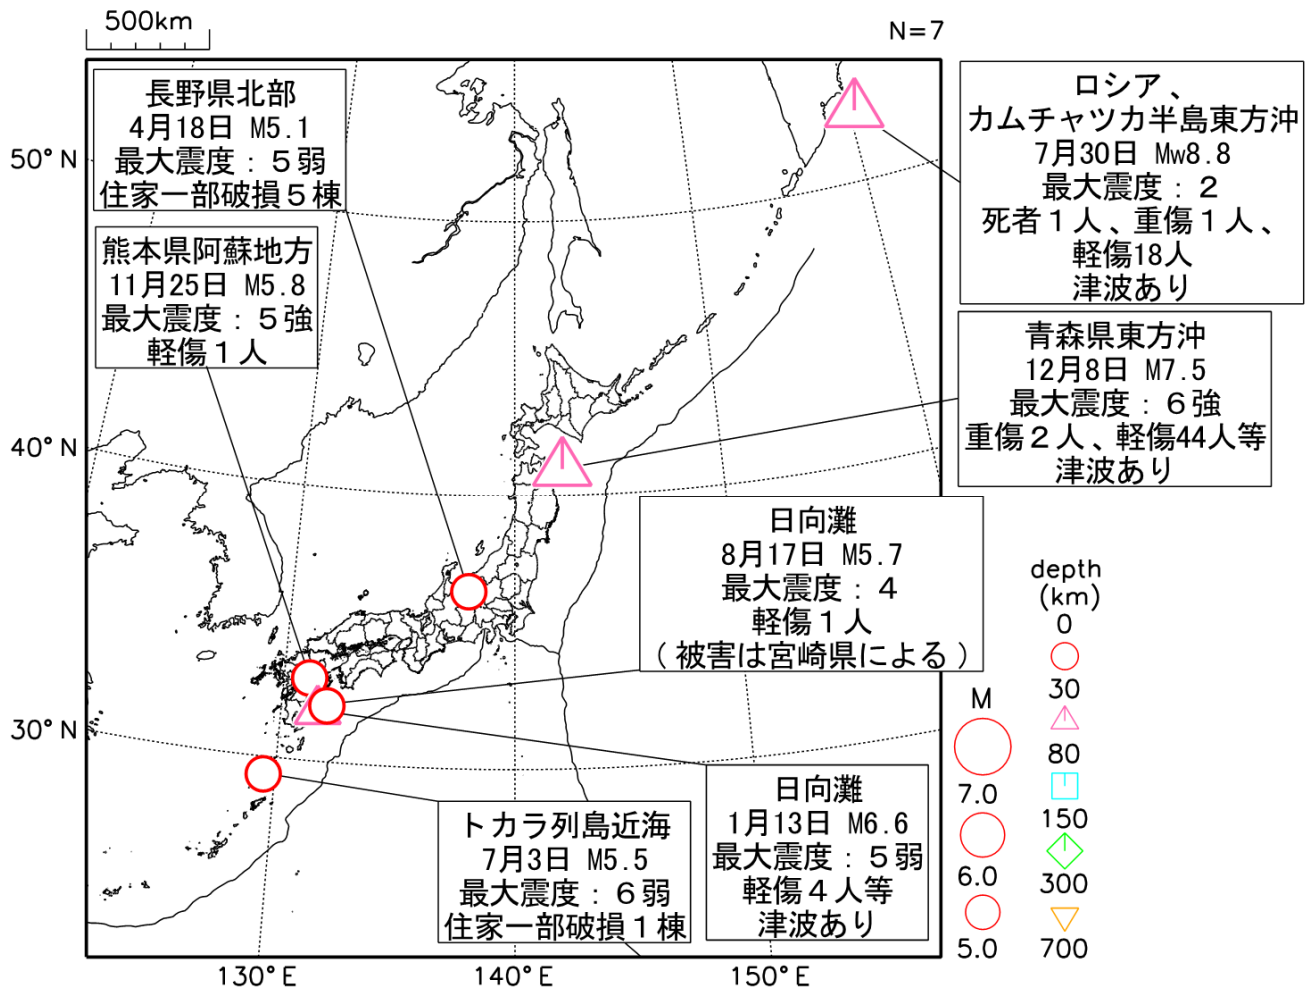 500km
N=7
長野県北部
4月18日 M5.1
最大震度：５弱
住家一部破損５棟
熊本県阿蘇地方
11月25日 M5.8
最大震度：５強
軽傷１人
ロシア、
カムチャツカ半島東方沖
7月30日 Mw8.8
最大震度：２
死者１人、重傷１人、
軽傷18人
津波あり
青森県東方沖
12月8日 M7.5
最大震度：６強
重傷２人、軽傷44人等
津波あり
日向灘
8月17日 M5.7
最大震度：４
軽傷１人
（被害は宮崎県による）
日向灘
1月13日 M6.6
最大震度：５弱
軽傷４人等
津波あり
トカラ列島近海
7月3日 M5.5
最大震度：６弱
住家一部破損１棟
50°N
40°N
30°N
130°E
140°E
150°E
M
7.0
6.0
5.0
depth
(km)
0
30
80
150
300
700